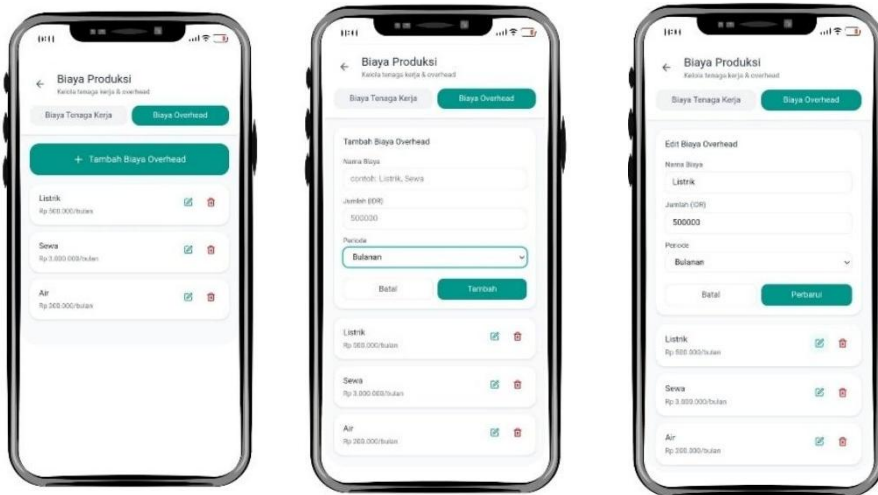 Biaya Produksi
Kelola tenaga kerja & overhead
Biaya Tenaga Kerja
Biaya Overhead
+ Tambah Biaya Overhead
Listrik
Rp 500.000/bulan
Sewa
Rp 3.000.000/bulan
Air
Rp 200.000/bulan
Biaya Produksi
Kelola tenaga kerja & overhead
Biaya Tenaga Kerja
Biaya Overhead
Tambah Biaya Overhead
Nama Biaya
contoh: Listrik, Sewa
Jumlah (IDR)
500000
Periode
Bulanan
Batal
Tambah
Listrik
Rp 500.000/bulan
Sewa
Rp 3.000.000/bulan
Air
Rp 200.000/bulan
Biaya Produksi
Kelola tenaga kerja & overhead
Biaya Tenaga Kerja
Biaya Overhead
Edit Biaya Overhead
Nama Biaya
Listrik
Jumlah (IDR)
500000
Periode
Bulanan
Batal
Perbarui
Listrik
Rp 500.000/bulan
Sewa
Rp 3.000.000/bulan
Air
Rp 200.000/bulan